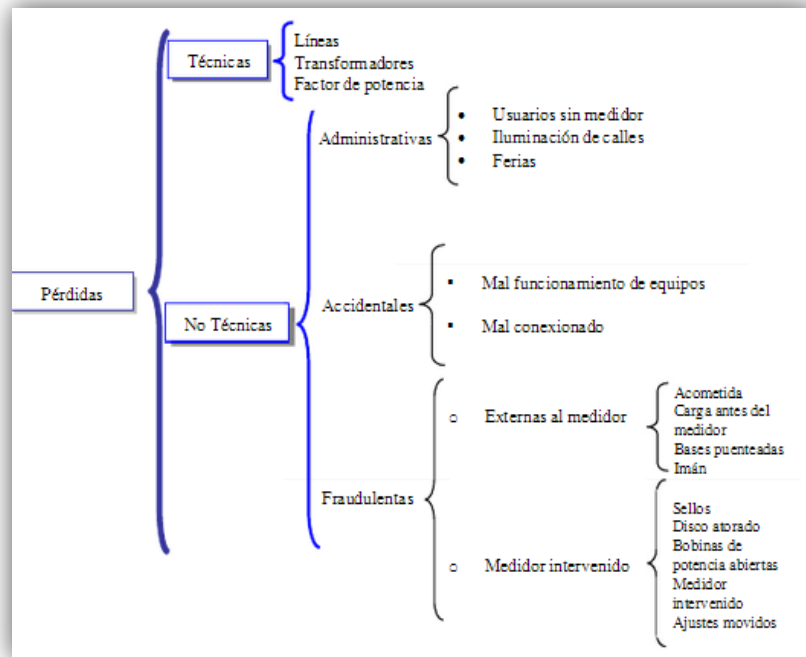 Pérdidas
Técnicas
Líneas
Transformadores
Factor de potencia
No Técnicas
Administrativas
• Usuarios sin medidor
• Iluminación de calles
• Ferias
Accidentales
▪ Mal funcionamiento de equipos
▪ Mal conexionado
Fraudulentas
o Externas al medidor
Acometida
Carga antes del
medidor
Bases puenteadas
Imán
o Medidor intervenido
Sellos
Disco atorado
Bobinas de
potencia abiertas
Medidor
intervenido
Ajustes movidos